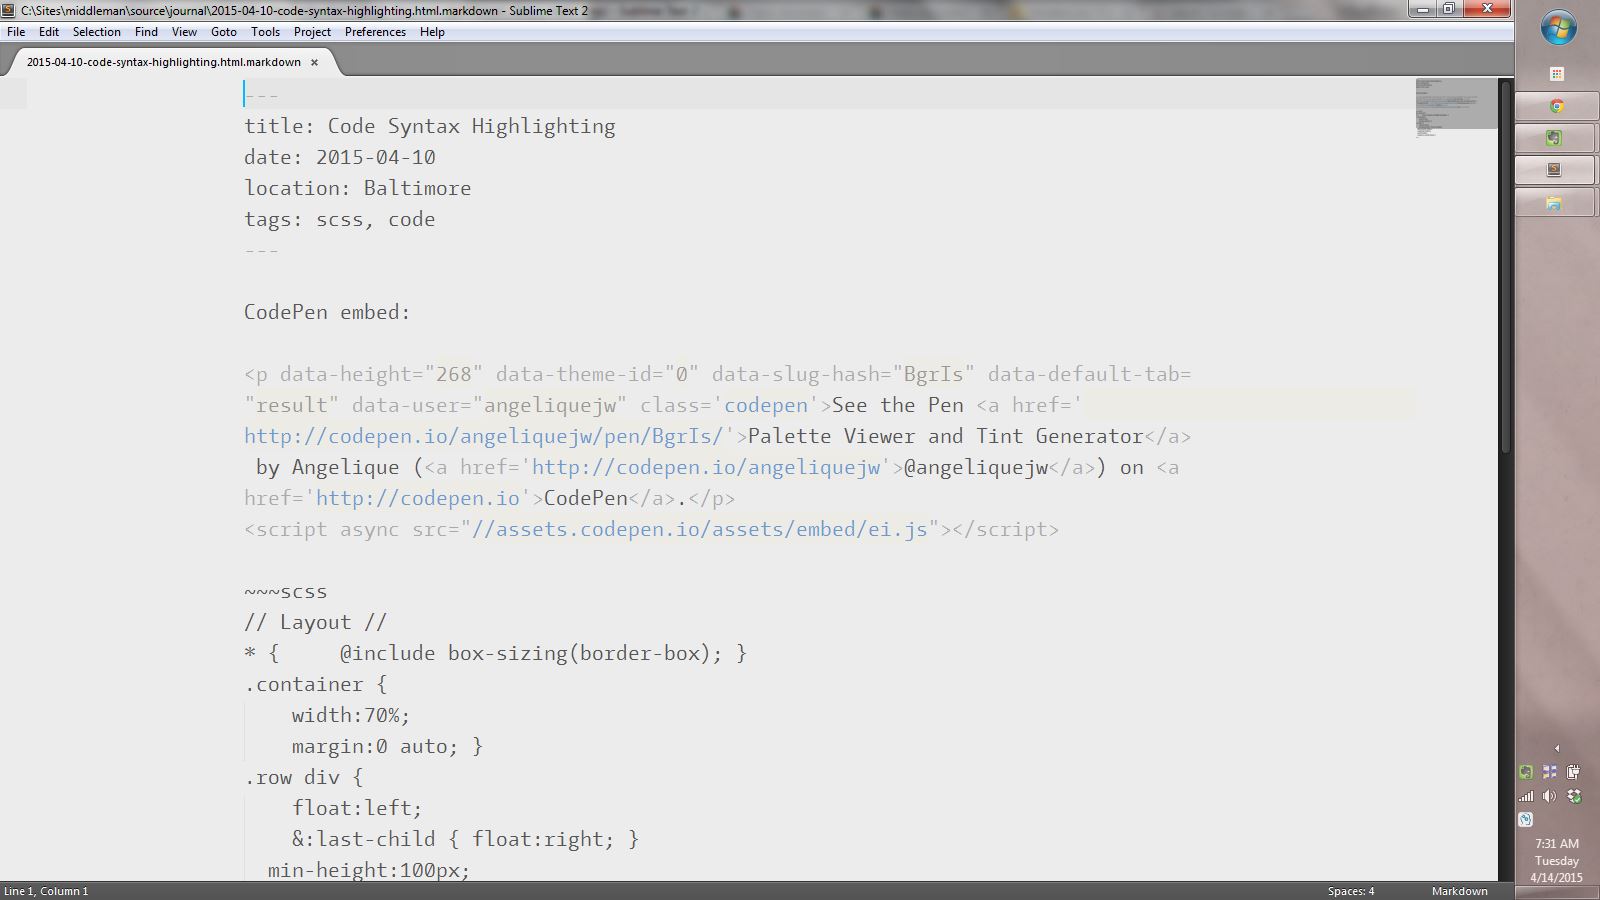 C:\Sites\middleman\source\journal\2015-04-10-code-syntax-highlighting.html.markdown - Sublime Text 2
File Edit Selection Find View Goto Tools Project Preferences Help
2015-04-10-code-syntax-highlighting.html.markdown ×
---
title: Code Syntax Highlighting
date: 2015-04-10
location: Baltimore
tags: scss, code
---
CodePen embed:
<p data-height="268" data-theme-id="0" data-slug-hash="BgrIs" data-default-tab=
"result" data-user="angeliquejw" class='codepen'>See the Pen <a href='
http://codepen.io/angeliquejw/pen/BgrIs/'>Palette Viewer and Tint Generator</a>
by Angelique (<a href='http://codepen.io/angeliquejw'>@angeliquejw</a>) on <a
href='http://codepen.io'>CodePen</a>.</p>
<script async src="//assets.codepen.io/assets/embed/ei.js"></script>
~~~scss
// Layout //
* {     @include box-sizing(border-box); }
.container {
    width:70%;
    margin:0 auto; }
.row div {
    float:left;
    &:last-child { float:right; }
  min-height:100px;
Line 1, Column 1
Spaces: 4
Markdown
7:31 AM
Tuesday
4/14/2015